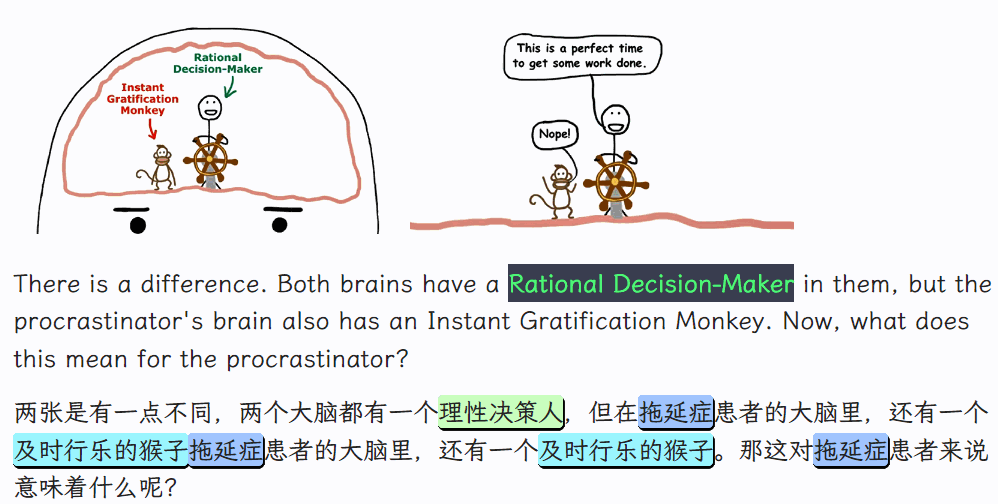 Rational
Decision-Maker
Instant
Gratification
Monkey
This is a perfect time
to get some work done.
Nope!
There is a difference. Both brains have a Rational Decision-Maker in them, but the
procrastinator's brain also has an Instant Gratification Monkey. Now, what does
this mean for the procrastinator?
两张是有一点不同，两个大脑都有一个理性决策人，但在拖延症患者的大脑里，还有一个
及时行乐的猴子拖延症患者的大脑里，还有一个及时行乐的猴子。那这对拖延症患者来说
意味着什么呢？